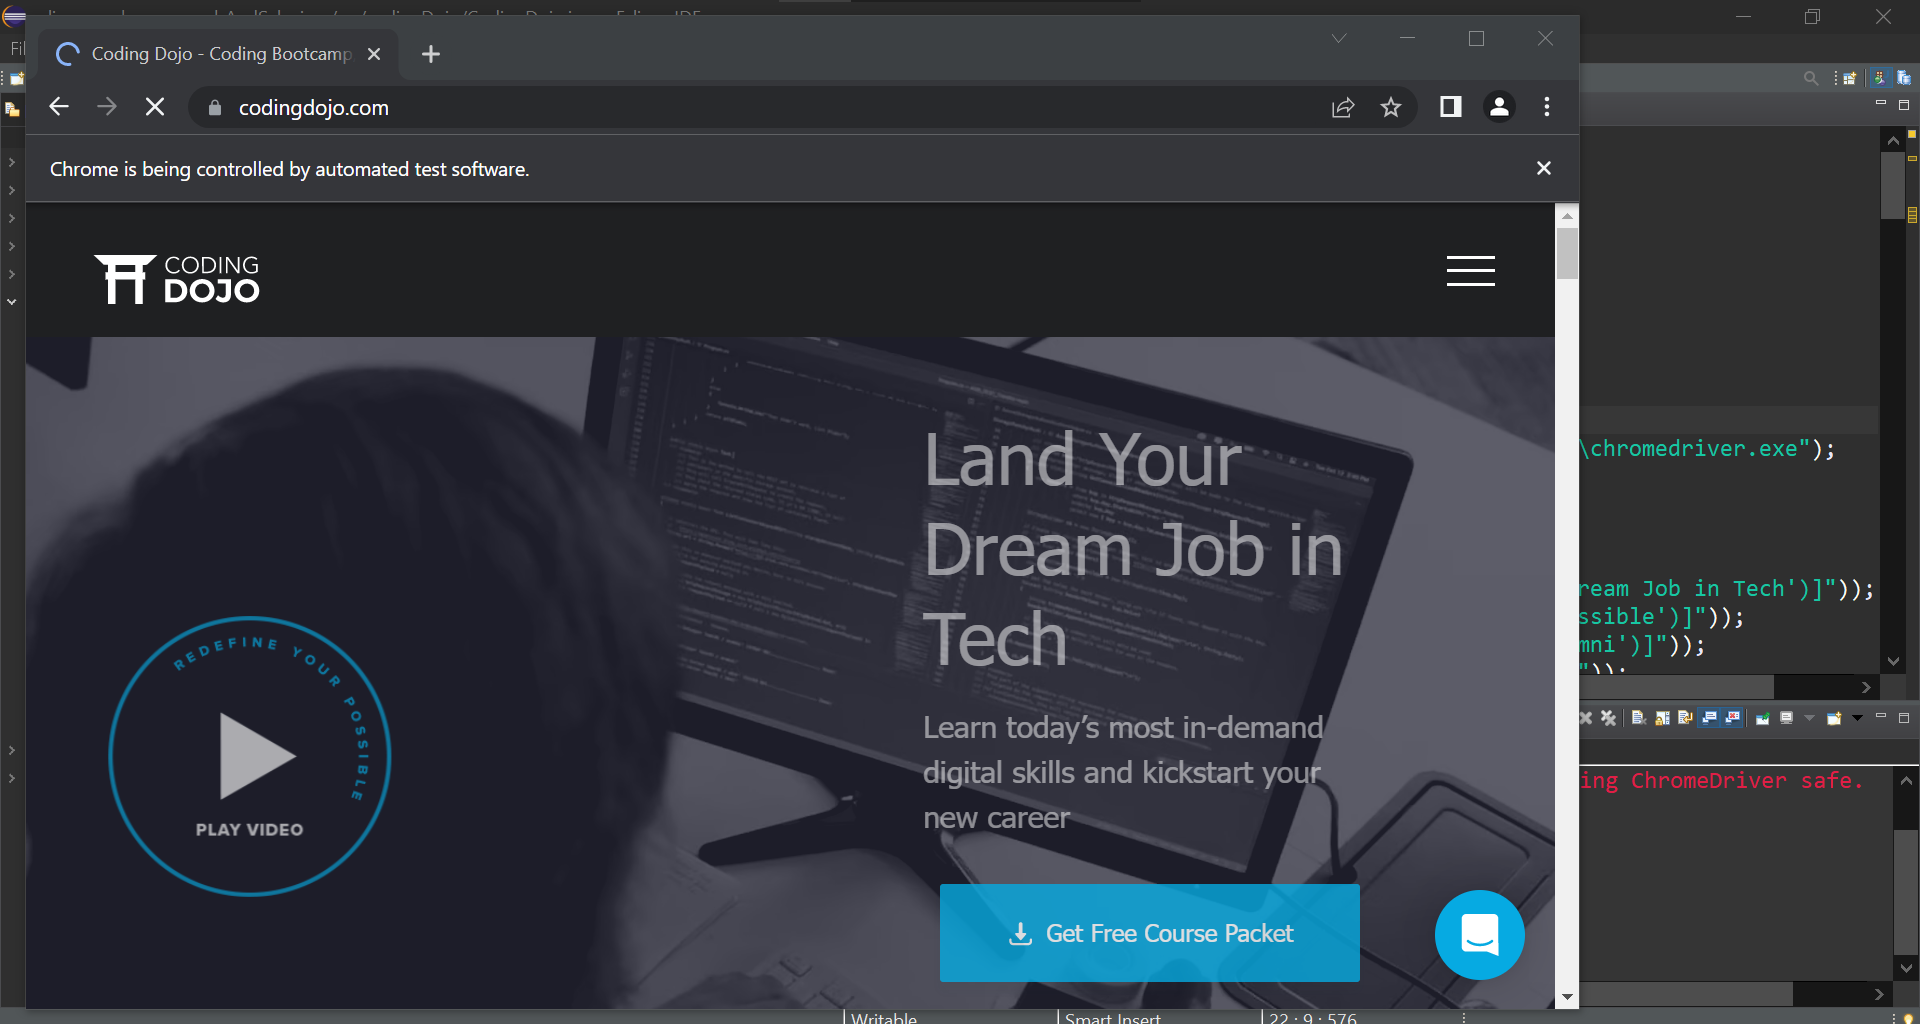 Coding Dojo - Coding Bootcamp
codingdojo.com
Chrome is being controlled by automated test software.
CODING
DOJO
Land Your
Dream Job in
Tech
Learn today's most in-demand
digital skills and kickstart your
new career
Get Free Course Packet
REDEFINE YOUR POSSIBLE
PLAY VIDEO
\chromedriver.exe");
ream Job in Tech')]"));
ssible')]"));
mni')]"));
"));
ing ChromeDriver safe.
Writable
Smart Insert
22 : 9 : 576